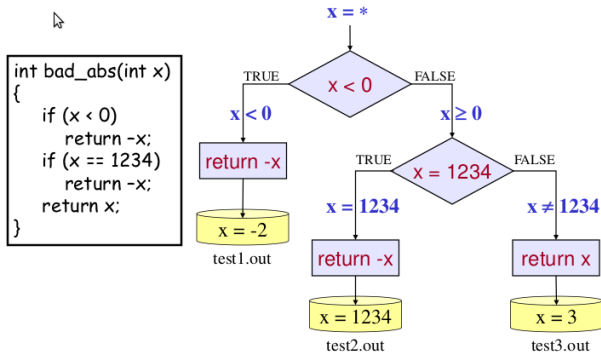 int bad_abs(int x)
{
if (x < 0)
return –x;
if (x == 1234)
return –x;
return x;
}
x = *
x < 0
TRUE
FALSE
x < 0
x ≥ 0
return -x
x = -2
test1.out
x = 1234
TRUE
FALSE
x = 1234
x ≠ 1234
return -x
return x
x = 1234
x = 3
test2.out
test3.out